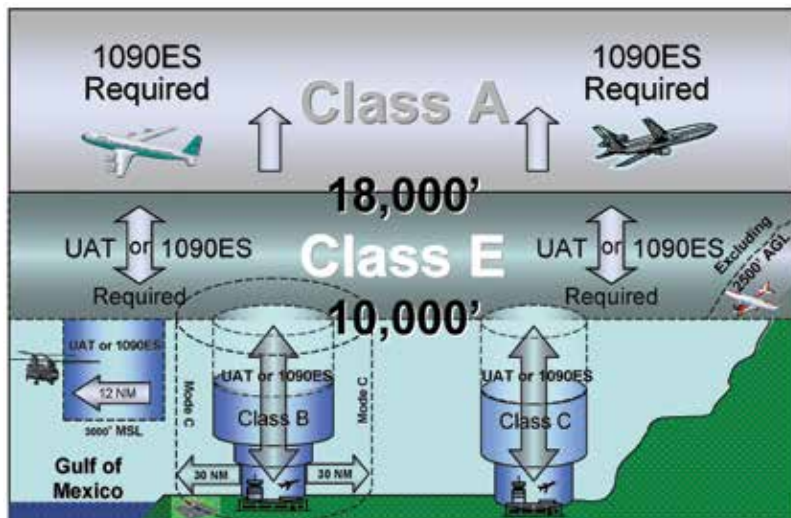 1090ES
Required
1090ES
Required
Class A
18,000’
UAT or 1090ES
Required
Class E
UAT or 1090ES
Required
Excluding
2500’ AGL
10,000’
UAT or 1090ES
12 NM
3000’ MSL
Gulf of
Mexico
Mode C
UAT or 1090ES
Class B
Mode C
30 NM
30 NM
UAT or 1090ES
Class C